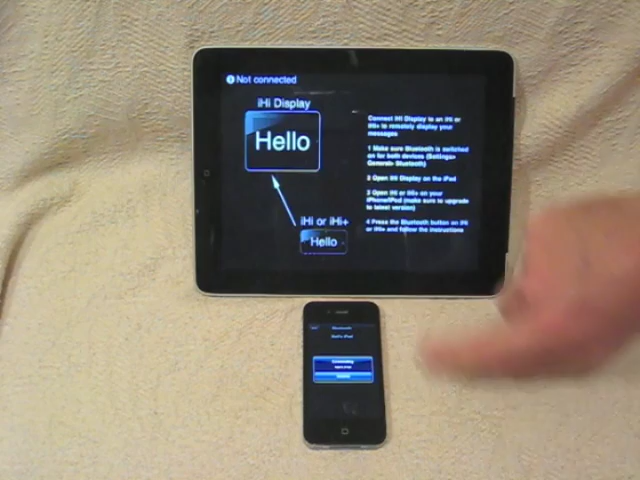 Not connected
iHi Display
Hello
iHi or iHi+
Hello
Connect iHi Display to an iHi or
iHi+ to remotely display your
messages
1 Make sure Bluetooth is switched
on for both devices (Settings>
General> Bluetooth)
2 Open iHi Display on the iPad
3 Open iHi or iHi+ on your
iPhone/iPod (make sure to upgrade
to latest version)
4 Press the Bluetooth button on iHi
or iHi+ and follow the instructions
Bluetooth